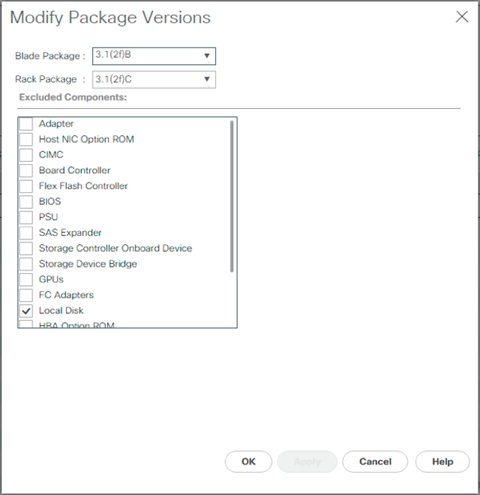 Modify Package Versions
Blade Package : 3.1(2f)B
Rack Package : 3.1(2f)C
Excluded Components:
Adapter
Host NIC Option ROM
CIMC
Board Controller
Flex Flash Controller
BIOS
PSU
SAS Expander
Storage Controller Onboard Device
Storage Device Bridge
GPUs
FC Adapters
Local Disk
HBA Option ROM
OK Apply Cancel Help